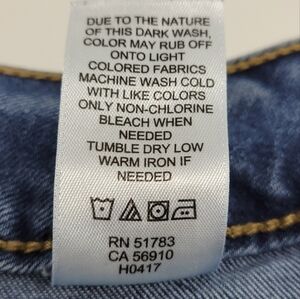 DUE TO THE NATURE
OF THIS DARK WASH,
COLOR MAY RUB OFF
ONTO LIGHT
COLORED FABRICS
MACHINE WASH COLD
WITH LIKE COLORS
ONLY NON-CHLORINE
BLEACH WHEN
NEEDED
TUMBLE DRY LOW
WARM IRON IF
NEEDED
RN 51783
CA 56910
H0417